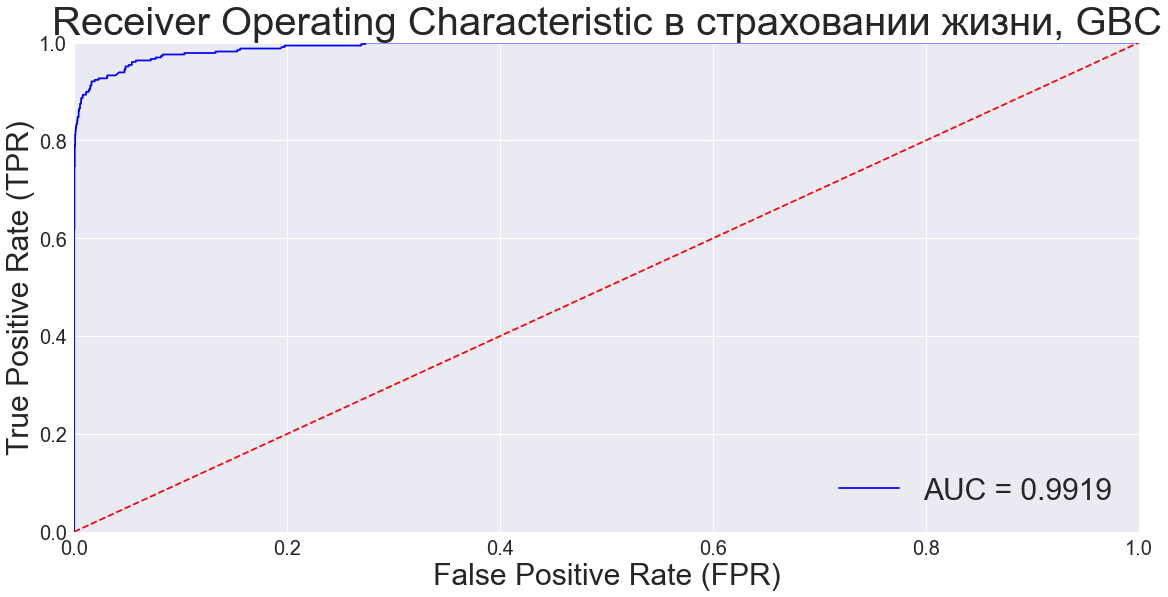 Receiver Operating Characteristic в страховании жизни, GBC
True Positive Rate (TPR)
1.0
0.8
0.6
0.4
0.2
0.0
AUC = 0.9919
0.0 0.2 0.4 0.6 0.8 1.0
False Positive Rate (FPR)